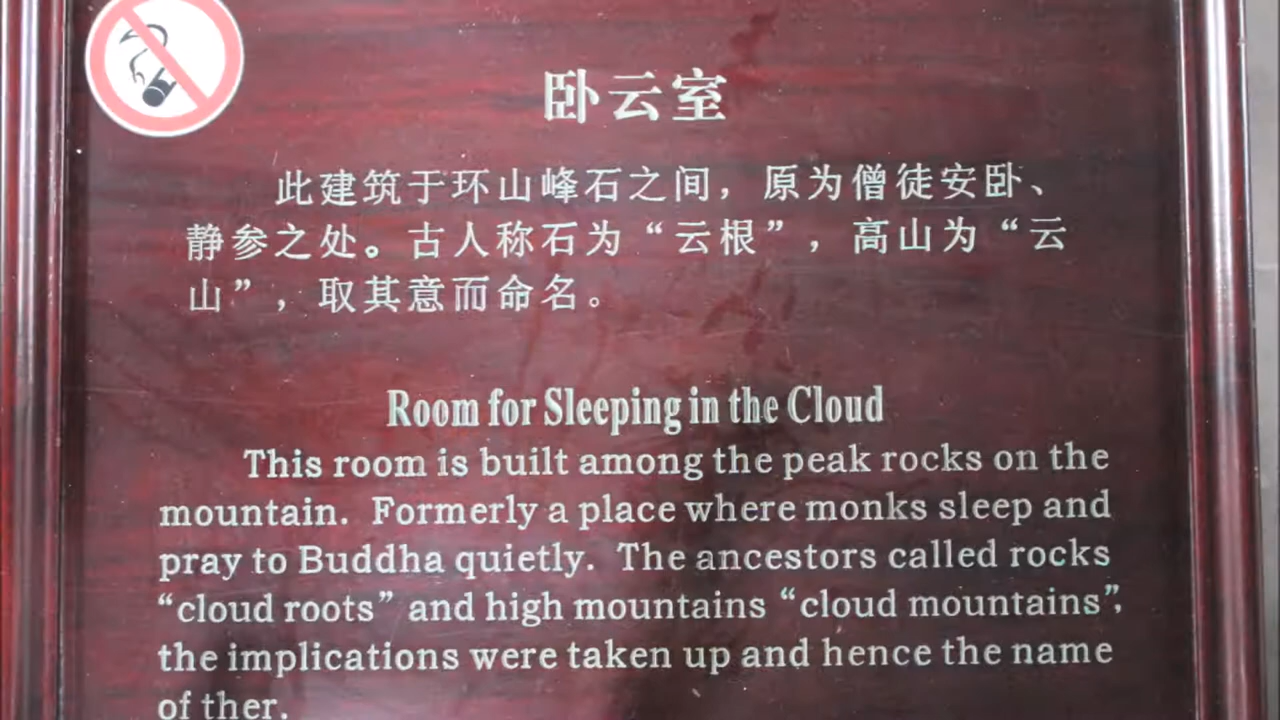 卧云室
此建筑于环山峰石之间，原为僧徒安卧、
静参之处。古人称石为“云根”，高山为“云
山”，取其意而命名。
Room for Sleeping in the Cloud
This room is built among the peak rocks on the
mountain. Formerly a place where monks sleep and
pray to Buddha quietly. The ancestors called rocks
“cloud roots” and high mountains “cloud mountains”,
the implications were taken up and hence the name
of ther.